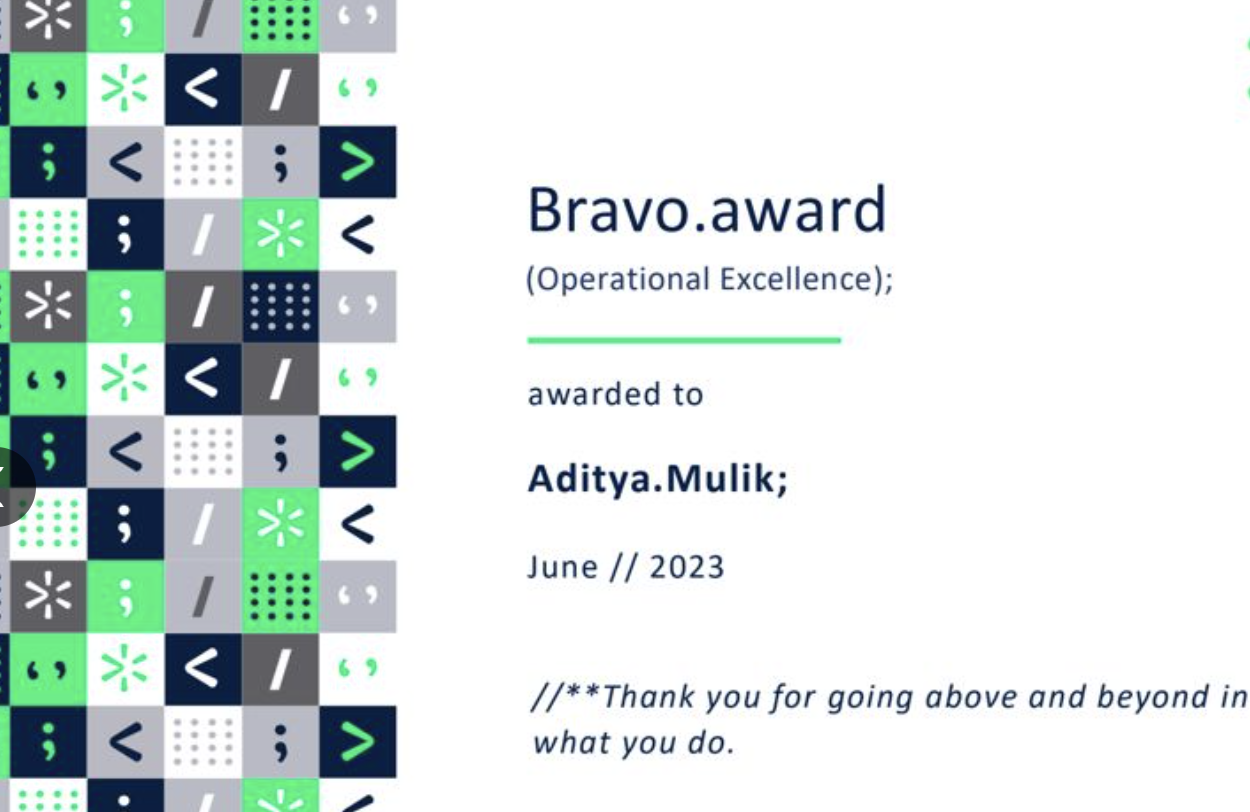 Bravo.award
(Operational Excellence);
awarded to
Aditya.Mulik;
June // 2023
//**Thank you for going above and beyond in
what you do.